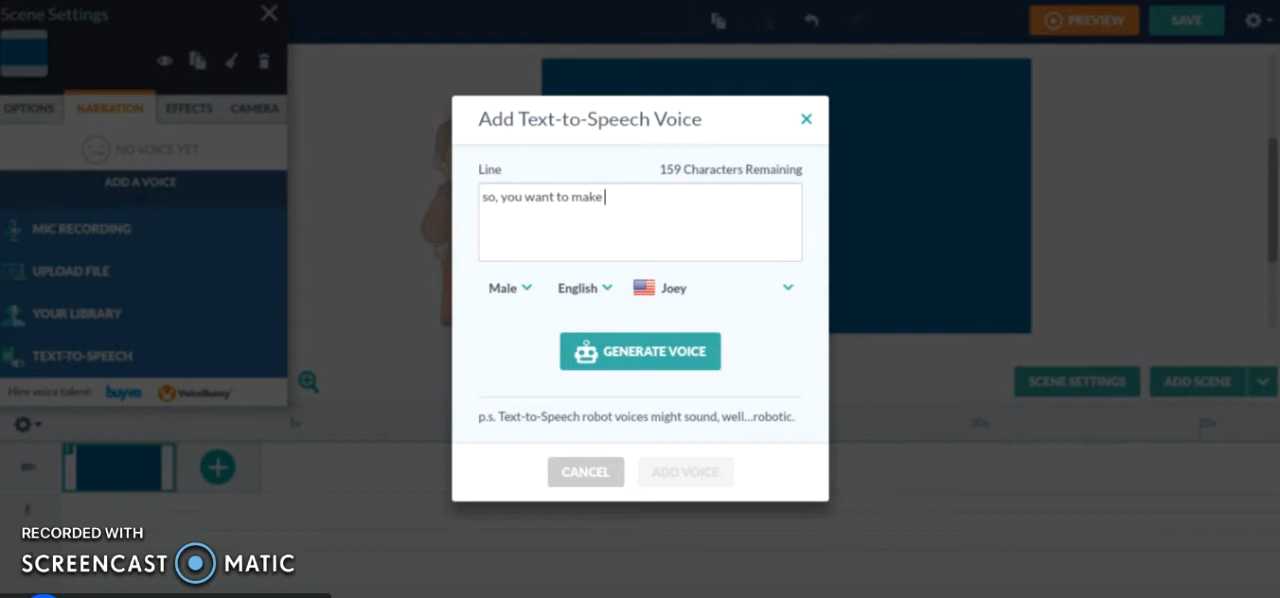 Scene Settings
PREVIEW
SAVE
OPTIONS
NARRATION
EFFECTS
CAMERA
NO VOICE YET
ADD A VOICE
MIC RECORDING
UPLOAD FILE
YOUR LIBRARY
TEXT-TO-SPEECH
Hire voice talent:
VoiceBunny
Add Text-to-Speech Voice
Line
159 Characters Remaining
so, you want to make
Male
English
Joey
GENERATE VOICE
p.s. Text-to-Speech robot voices might sound, well...robotic.
CANCEL
ADD VOICE
SCENE SETTINGS
ADD SCENE
20s
25s
RECORDED WITH
SCREENCAST MATIC